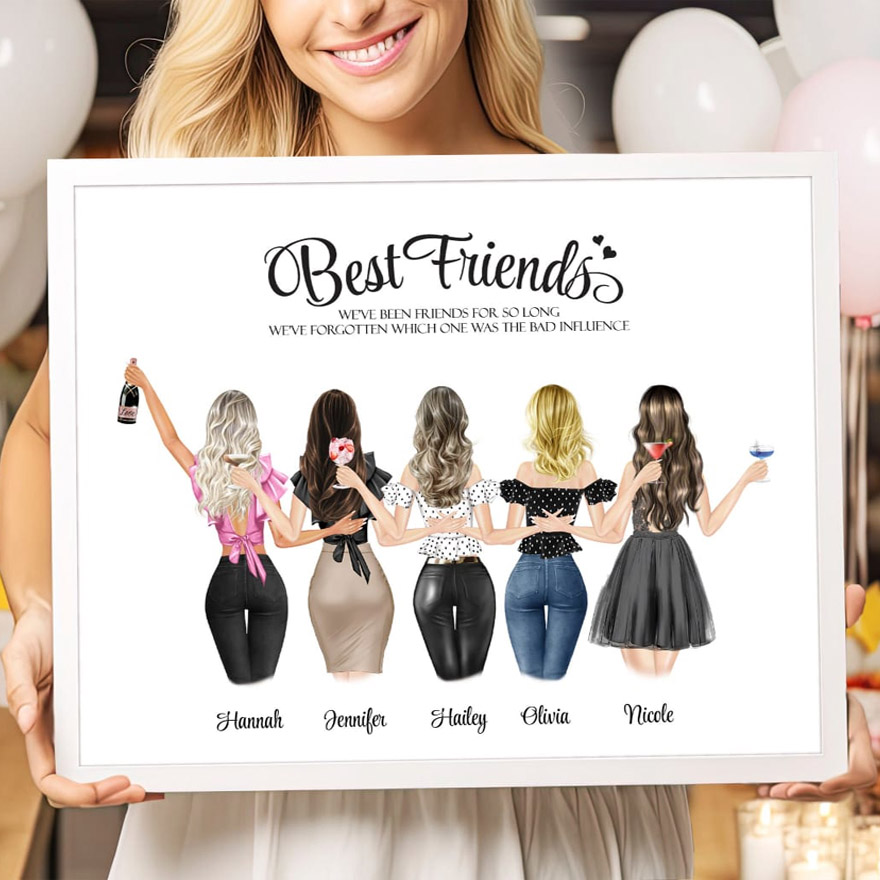 Best Friends
WE'VE BEEN FRIENDS FOR SO LONG
WE'VE FORGOTTEN WHICH ONE WAS THE BAD INFLUENCE
Hannah Jennifer Hailey Olivia Nicole